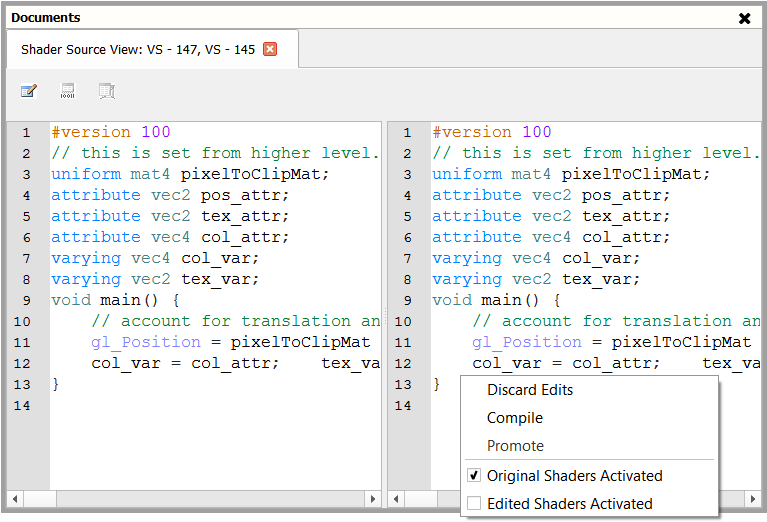 Documents
Shader Source View: VS - 147, VS - 145
1 #version 100
2 // this is set from higher level.
3 uniform mat4 pixelToClipMat;
4 attribute vec2 pos_attr;
5 attribute vec2 tex_attr;
6 attribute vec4 col_attr;
7 varying vec4 col_var;
8 varying vec2 tex_var;
9 void main() {
10     // account for translation an
11     gl_Position = pixelToClipMat
12     col_var = col_attr;    tex_va
13 }
14
1 #version 100
2 // this is set from higher level.
3 uniform mat4 pixelToClipMat;
4 attribute vec2 pos_attr;
5 attribute vec2 tex_attr;
6 attribute vec4 col_attr;
7 varying vec4 col_var;
8 varying vec2 tex_var;
9 void main() {
10     // account for translation an
11     gl_Position = pixelToClipMat
12     col_var = col_attr;    tex_va
13 }
14
Discard Edits
Compile
Promote
Original Shaders Activated
Edited Shaders Activated